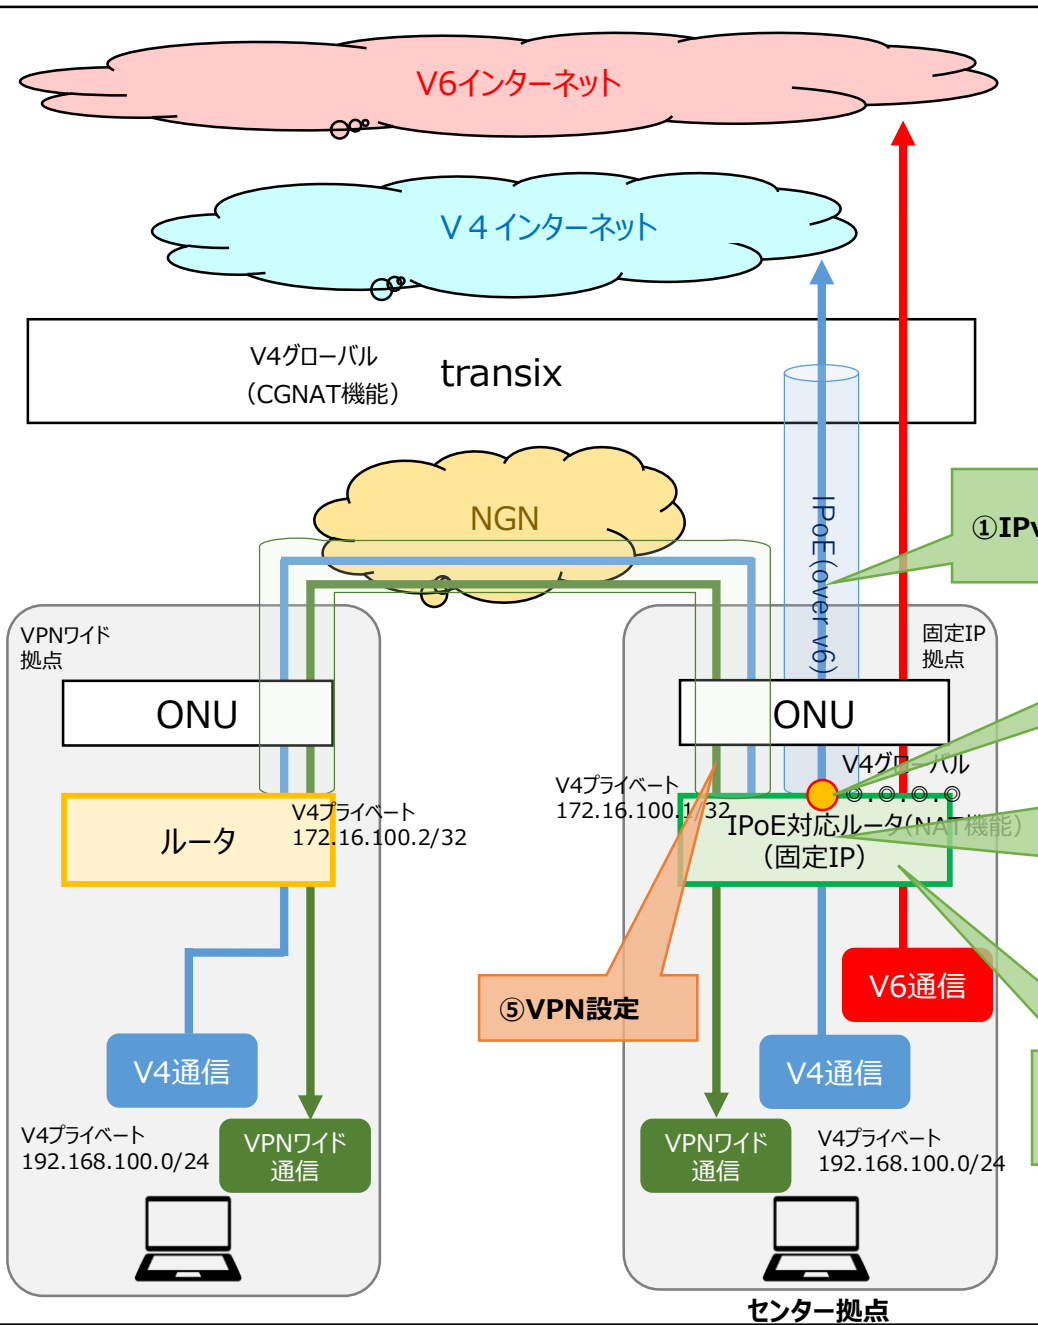 V6インターネット
V４インターネット
V4グローバル
（CGNAT機能）
transix
NGN
IPoE(over v6)
①IPv
VPNワイド
拠点
固定IP
拠点
ONU
ONU
V4グローバル
◎.◎.◎.◎
V4プライベート
172.16.100.2/32
V4プライベート
172.16.100.1/32
ルータ
IPoE対応ルータ(NAT機能)
（固定IP）
⑤VPN設定
V6通信
V4通信
V4通信
V4プライベート
192.168.100.0/24
VPNワイド
通信
VPNワイド
通信
V4プライベート
192.168.100.0/24
センター拠点